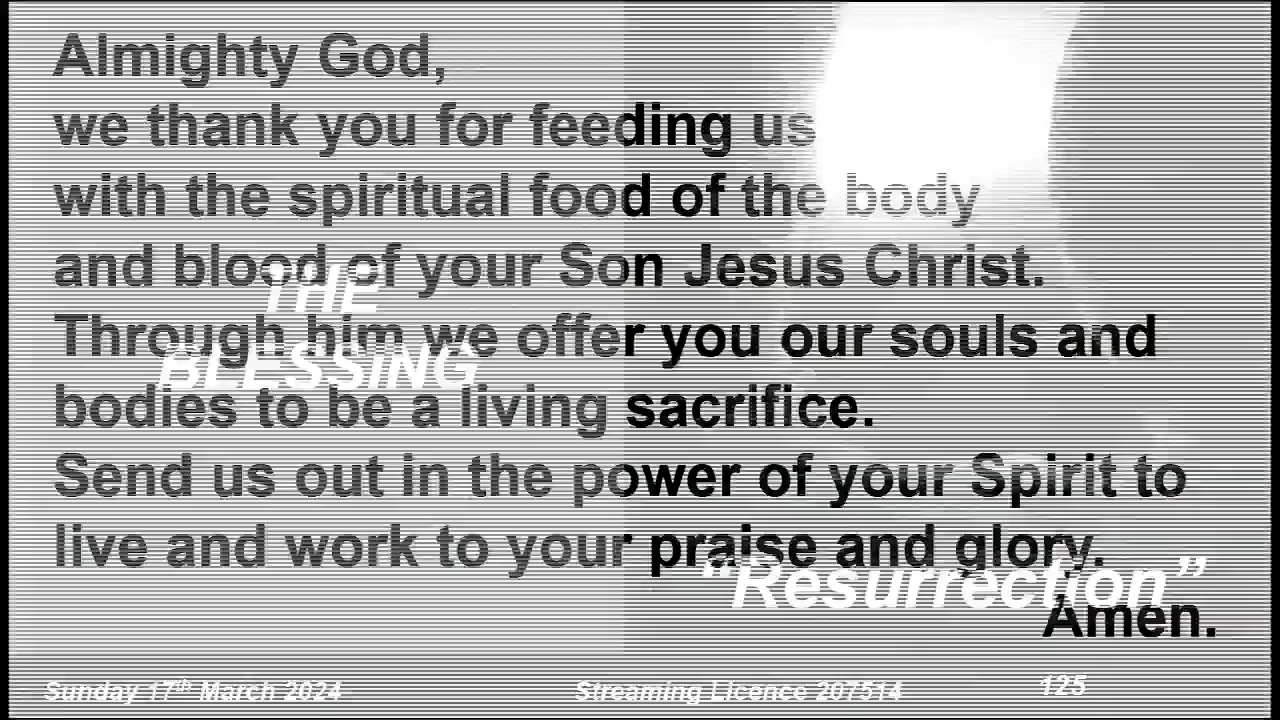 Almighty God,
we thank you for feeding us
with the spiritual food of the body
and blood of your Son Jesus Christ.
THE
Through him we offer you our souls and
BLESSING
bodies to be a living sacrifice.
Send us out in the power of your Spirit to
live and work to your praise and glory.
“Resurrection”
Amen.
Sunday 17th March 2024 Streaming Licence 207514 125